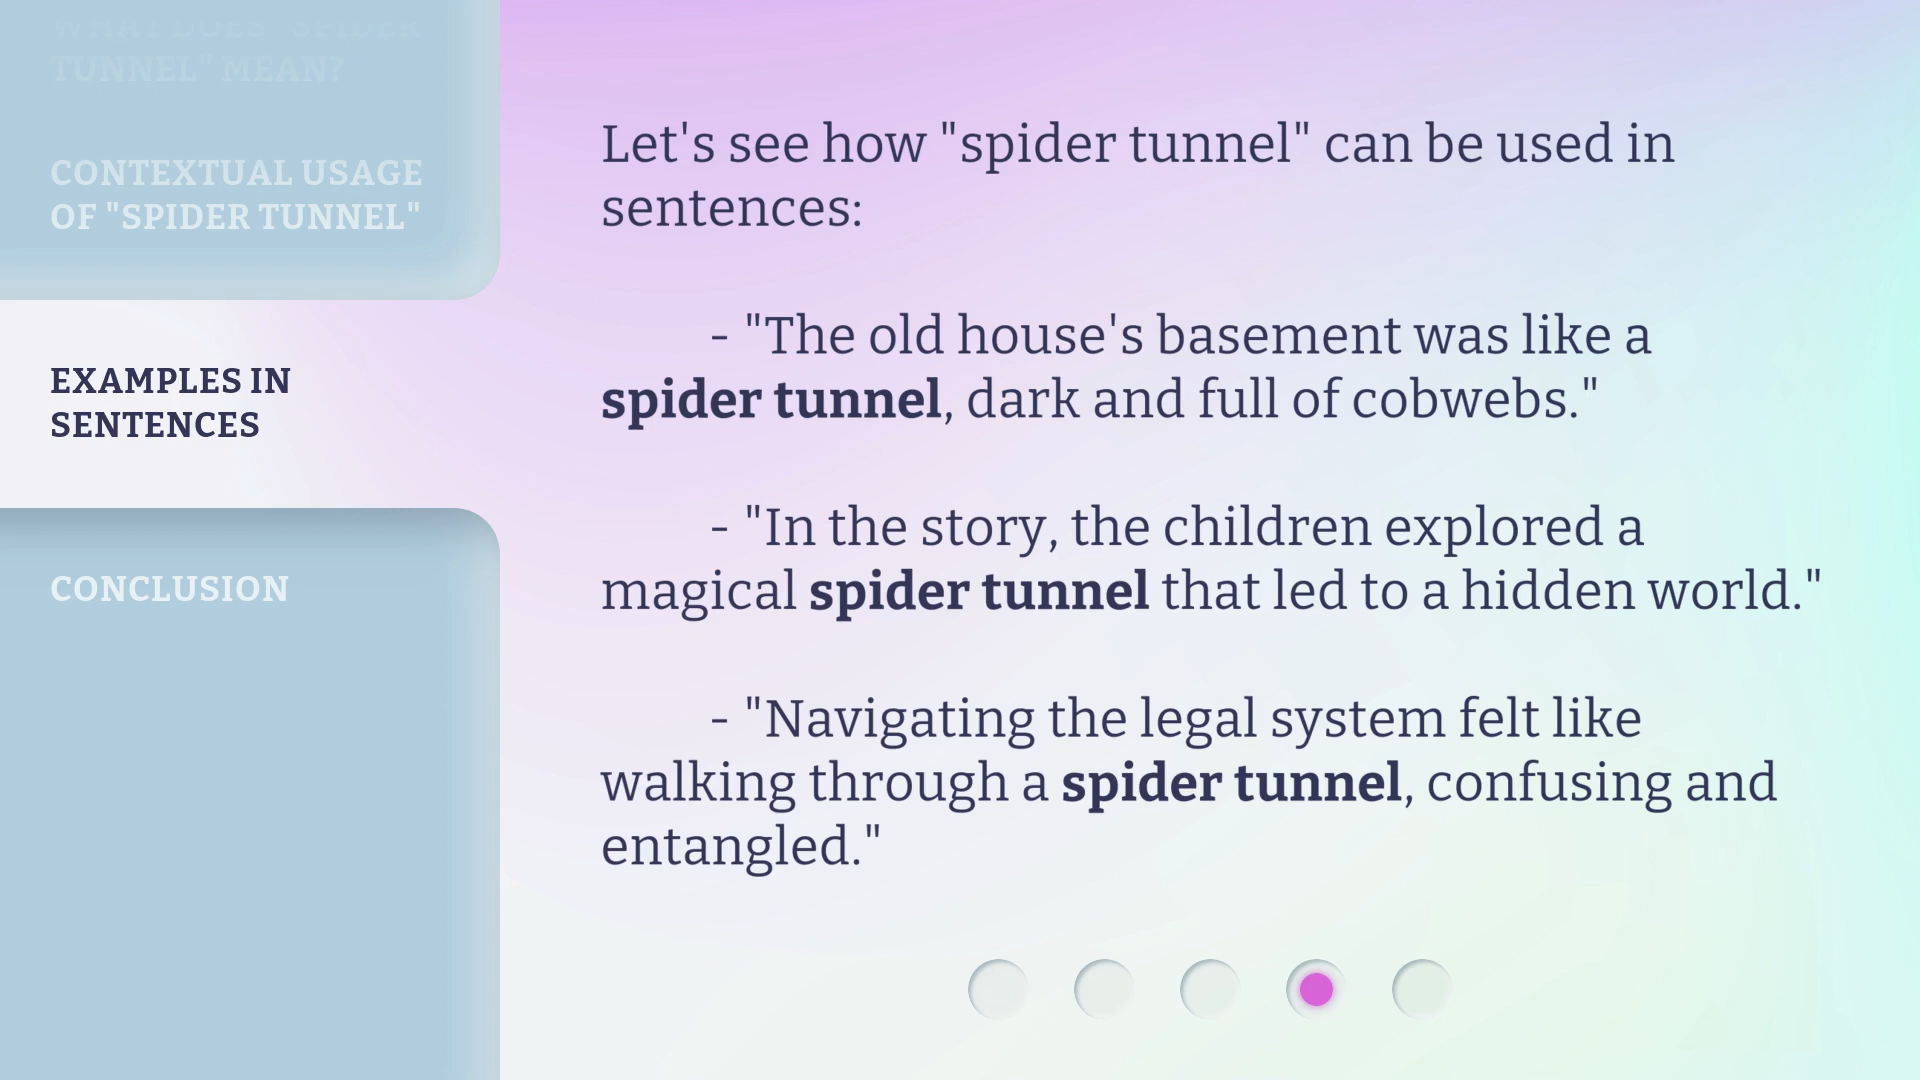 WHAT DOES "SPIDER
TUNNEL" MEAN?
CONTEXTUAL USAGE
OF "SPIDER TUNNEL"
EXAMPLES IN
SENTENCES
CONCLUSION
Let's see how "spider tunnel" can be used in
sentences:
- "The old house's basement was like a
spider tunnel, dark and full of cobwebs."
- "In the story, the children explored a
magical spider tunnel that led to a hidden world."
- "Navigating the legal system felt like
walking through a spider tunnel, confusing and
entangled."